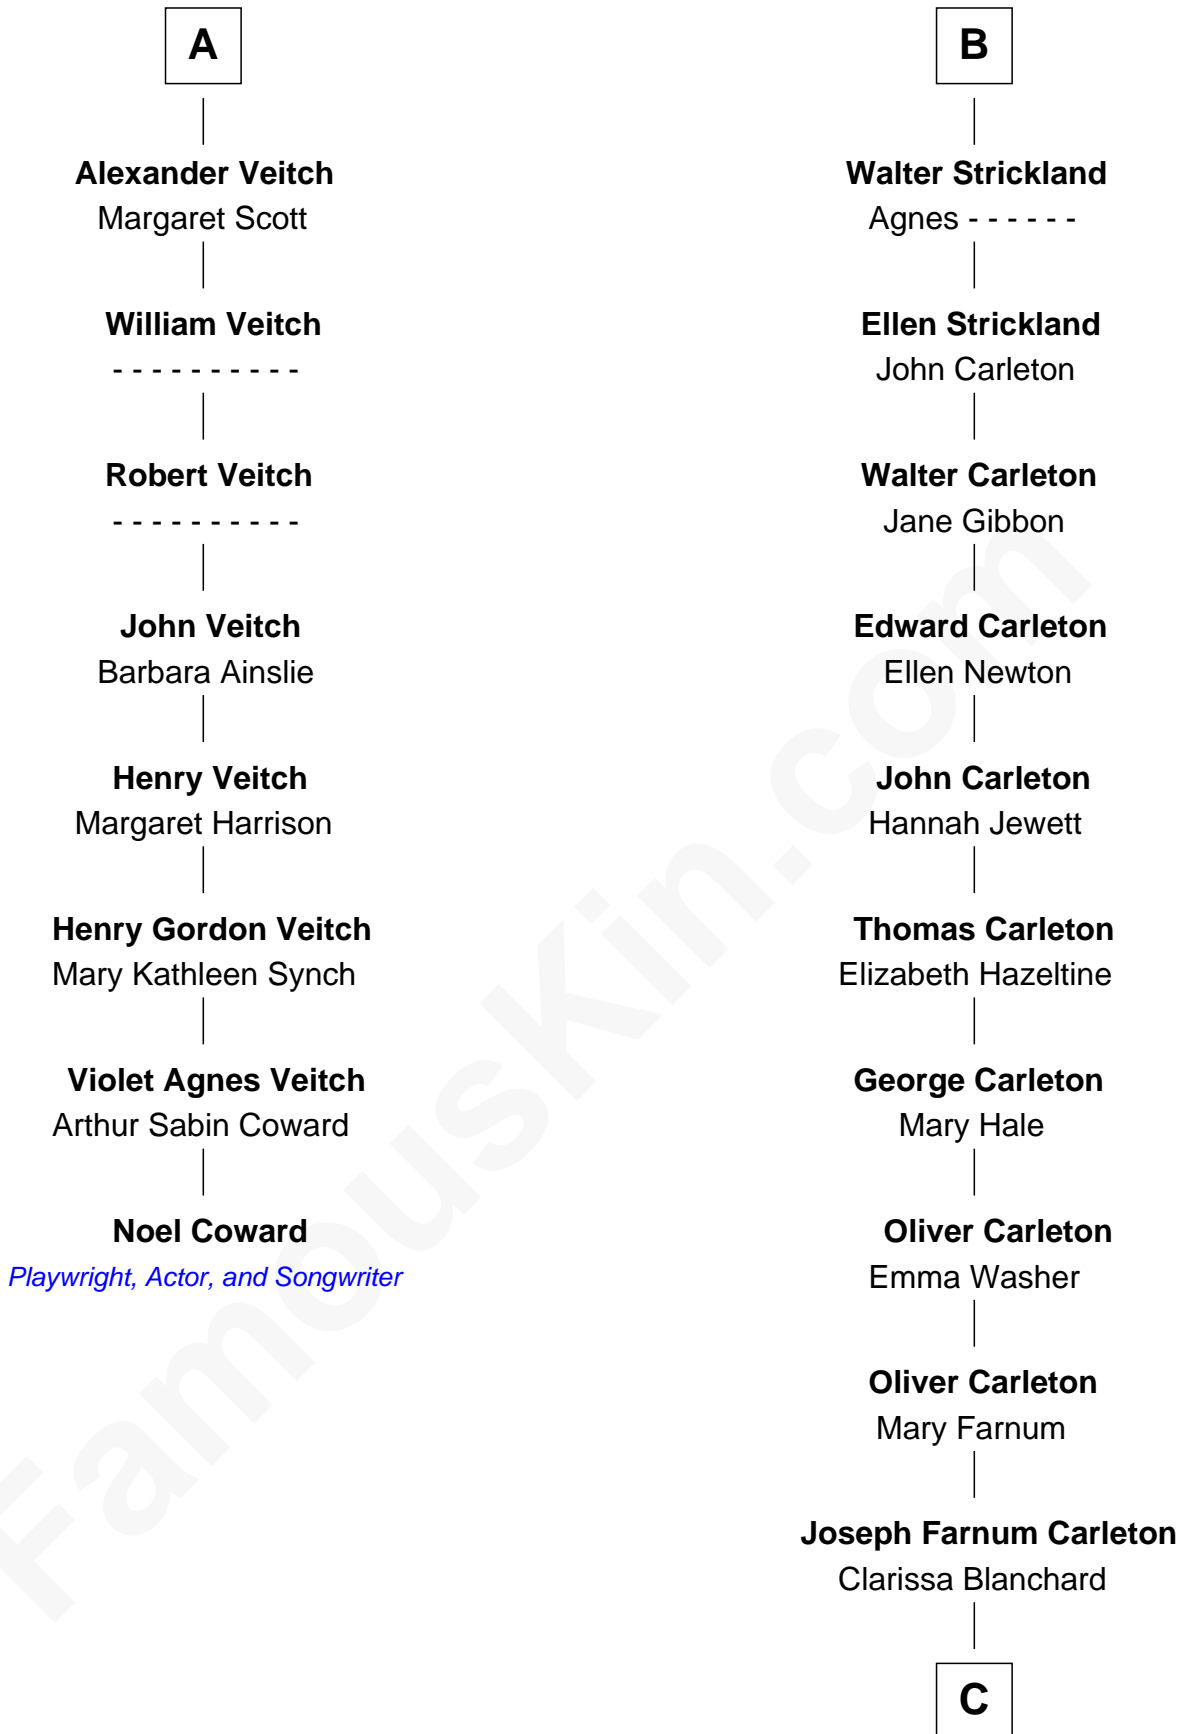 A
Alexander Veitch
Margaret Scott
William Veitch
- - - - - - - - - -
Robert Veitch
- - - - - - - - - -
John Veitch
Barbara Ainslie
Henry Veitch
Margaret Harrison
Henry Gordon Veitch
Mary Kathleen Synch
Violet Agnes Veitch
Arthur Sabin Coward
Noel Coward
Playwright, Actor, and Songwriter
B
Walter Strickland
Agnes - - - - - -
Ellen Strickland
John Carleton
Walter Carleton
Jane Gibbon
Edward Carleton
Ellen Newton
John Carleton
Hannah Jewett
Thomas Carleton
Elizabeth Hazeltine
George Carleton
Mary Hale
Oliver Carleton
Emma Washer
Oliver Carleton
Mary Farnum
Joseph Farnum Carleton
Clarissa Blanchard
C
FamousKin.com